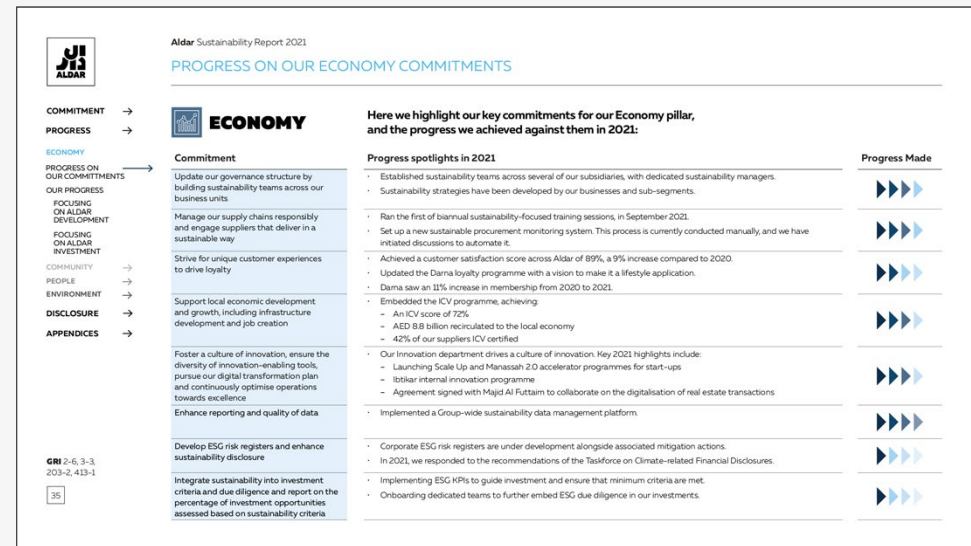 الدار
ALDAR
Aldar Sustainability Report 2021
PROGRESS ON OUR ECONOMY COMMITMENTS
COMMITMENT →
PROGRESS →
ECONOMY
PROGRESS ON
OUR COMMITTMENTS
OUR PROGRESS
FOCUSING
ON ALDAR
DEVELOPMENT
FOCUSING
ON ALDAR
INVESTMENT
COMMUNITY →
PEOPLE →
ENVIRONMENT →
DISCLOSURE →
APPENDICES →
GRI 2-6, 3-3,
203-2, 413-1
35
ECONOMY
Here we highlight our key commitments for our Economy pillar,
and the progress we achieved against them in 2021:
Commitment
Progress spotlights in 2021
Progress Made
Update our governance structure by
building sustainability teams across our
business units
· Established sustainability teams across several of our subsidiaries, with dedicated sustainability managers.
· Sustainability strategies have been developed by our businesses and sub-segments.
Manage our supply chains responsibly
and engage suppliers that deliver in a
sustainable way
· Ran the first of biannual sustainability-focused training sessions, in September 2021.
· Set up a new sustainable procurement monitoring system. This process is currently conducted manually, and we have
initiated discussions to automate it.
Strive for unique customer experiences
to drive loyalty
· Achieved a customer satisfaction score across Aldar of 89%, a 9% increase compared to 2020.
· Updated the Darna loyalty programme with a vision to make it a lifestyle application.
· Darna saw an 11% increase in membership from 2020 to 2021.
Support local economic development
and growth, including infrastructure
development and job creation
· Embedded the ICV programme, achieving:
– An ICV score of 72%
– AED 8.8 billion recirculated to the local economy
– 42% of our suppliers ICV certified
Foster a culture of innovation, ensure the
diversity of innovation-enabling tools,
pursue our digital transformation plan
and continuously optimise operations
towards excellence
· Our Innovation department drives a culture of innovation. Key 2021 highlights include:
– Launching Scale Up and Manassah 2.0 accelerator programmes for start-ups
– Ibtikar internal innovation programme
– Agreement signed with Majid Al Futtaim to collaborate on the digitalisation of real estate transactions
Enhance reporting and quality of data
· Implemented a Group-wide sustainability data management platform.
Develop ESG risk registers and enhance
sustainability disclosure
· Corporate ESG risk registers are under development alongside associated mitigation actions.
· In 2021, we responded to the recommendations of the Taskforce on Climate-related Financial Disclosures.
Integrate sustainability into investment
criteria and due diligence and report on the
percentage of investment opportunities
assessed based on sustainability criteria
· Implementing ESG KPIs to guide investment and ensure that minimum criteria are met.
· Onboarding dedicated teams to further embed ESG due diligence in our investments.